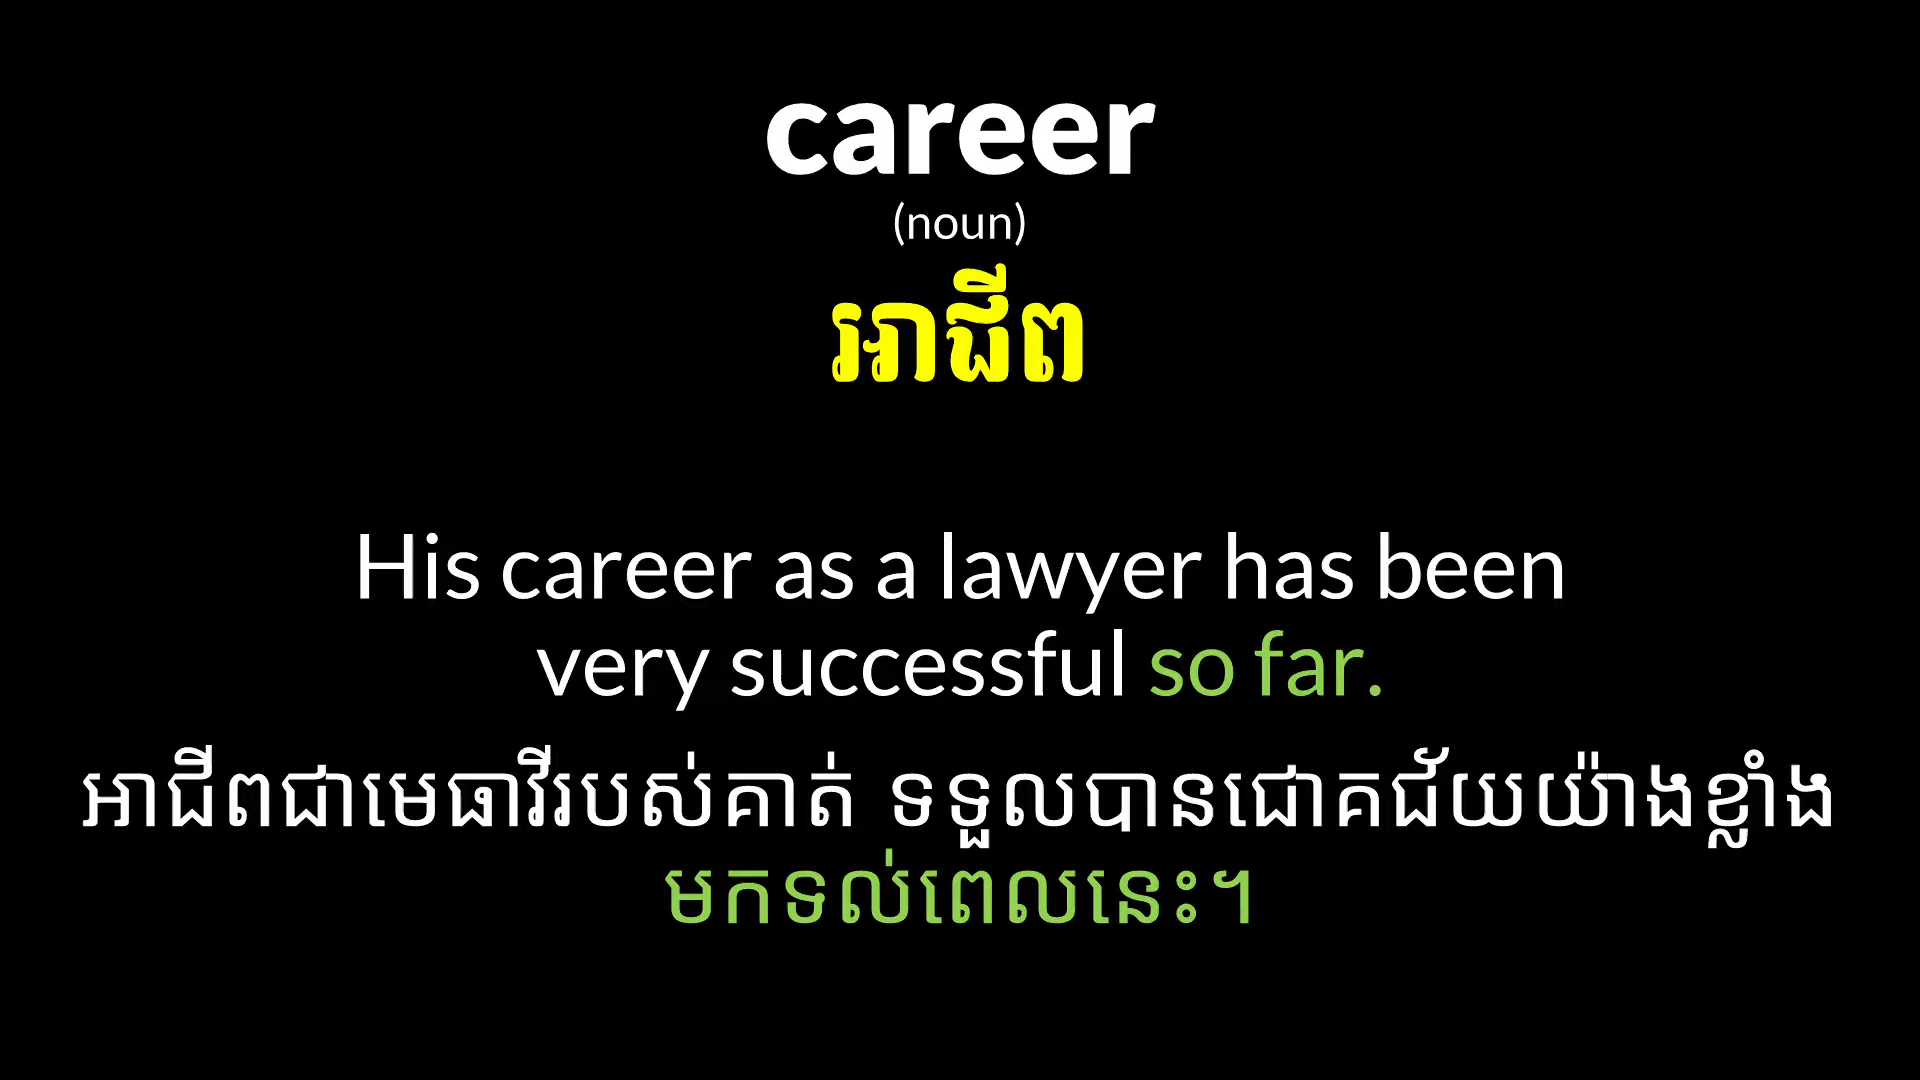 career
(noun)
អាជីព
His career as a lawyer has been
very successful so far.
អាជីពជាមេធាវីរបស់គាត់ ទទួលបានជោគជ័យយ៉ាងខ្លាំង
មកទល់ពេលនេះ។